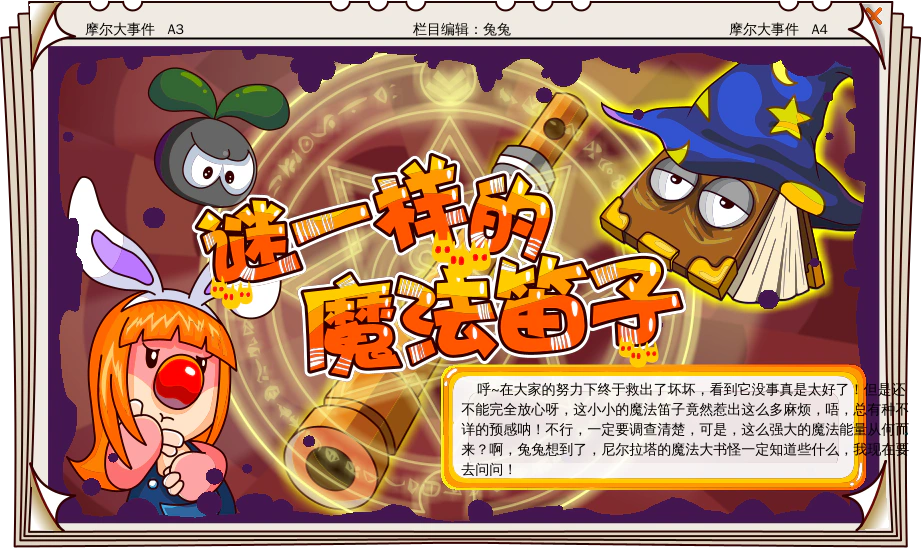 摩尔大事件 A3
栏目编辑：兔兔
摩尔大事件 A4
谜一样的
魔法笛子
呼~在大家的努力下终于救出了坏坏，看到它没事真是太好了！但是还
不能完全放心呀，这小小的魔法笛子竟然惹出这么多麻烦，唔，总有种不
详的预感呐！不行，一定要调查清楚，可是，这么强大的魔法能量从何而
来？啊，兔兔想到了，尼尔拉塔的魔法大书怪一定知道些什么，我现在要
去问问！